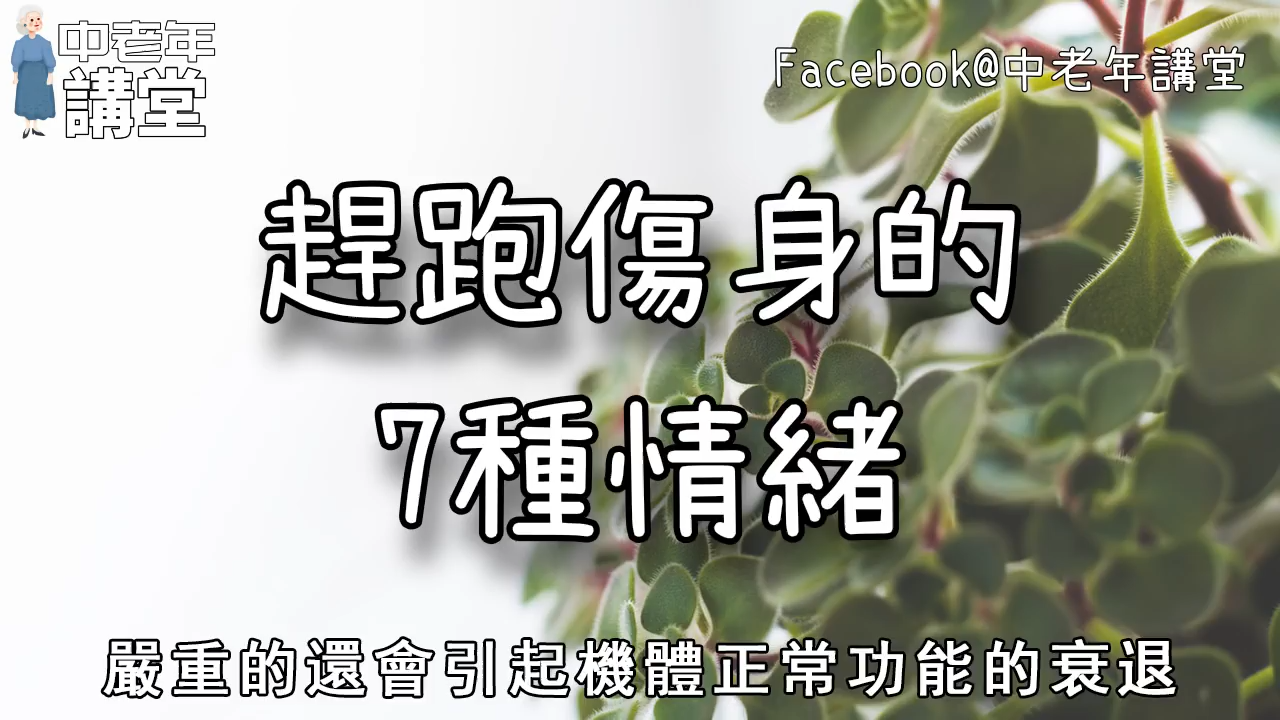 中老年
講堂
Facebook@中老年講堂
趕跑傷身的
7種情緒
嚴重的還會引起機體正常功能的衰退